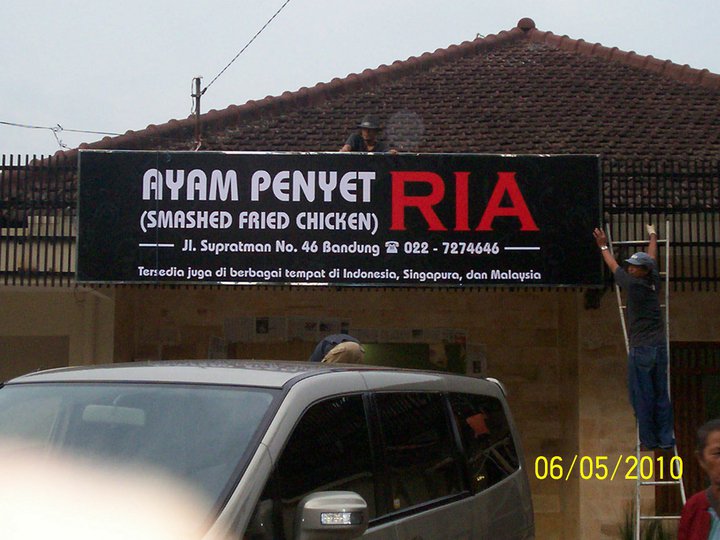 AYAM PENYET RIA
(SMASHED FRIED CHICKEN)
Jl. Supratman No. 46 Bandung ☎ 022 - 7274646
Tersedia juga di berbagai tempat di Indonesia, Singapura, dan Malaysia
06/05/2010